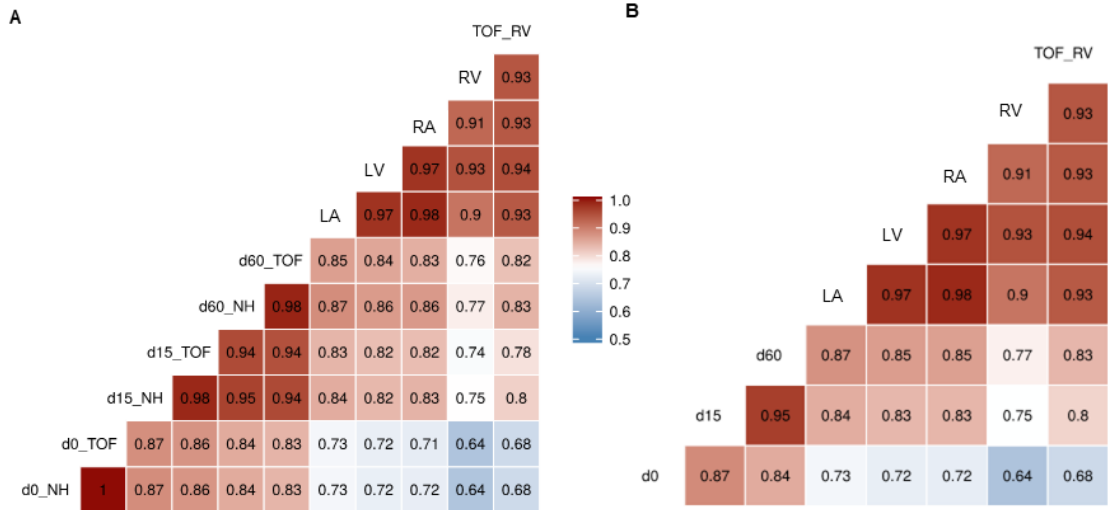 A
TOF_RV
RV 0.93
RA 0.91 0.93
LV 0.97 0.93 0.94
LA 0.97 0.98 0.9 0.93
d60_TOF 0.85 0.84 0.83 0.76 0.82
d60_NH 0.98 0.87 0.86 0.86 0.77 0.83
d15_TOF 0.94 0.94 0.83 0.82 0.82 0.74 0.78
d15_NH 0.98 0.95 0.94 0.84 0.82 0.83 0.75 0.8
d0_TOF 0.87 0.86 0.84 0.83 0.73 0.72 0.71 0.64 0.68
d0_NH 1 0.87 0.86 0.84 0.83 0.73 0.72 0.72 0.64 0.68
1.0
0.9
0.8
0.7
0.6
0.5
B
TOF_RV
RV 0.93
RA 0.91 0.93
LV 0.97 0.93 0.94
LA 0.97 0.98 0.9 0.93
d60 0.87 0.85 0.85 0.77 0.83
d15 0.95 0.84 0.83 0.83 0.75 0.8
d0 0.87 0.84 0.73 0.72 0.72 0.64 0.68